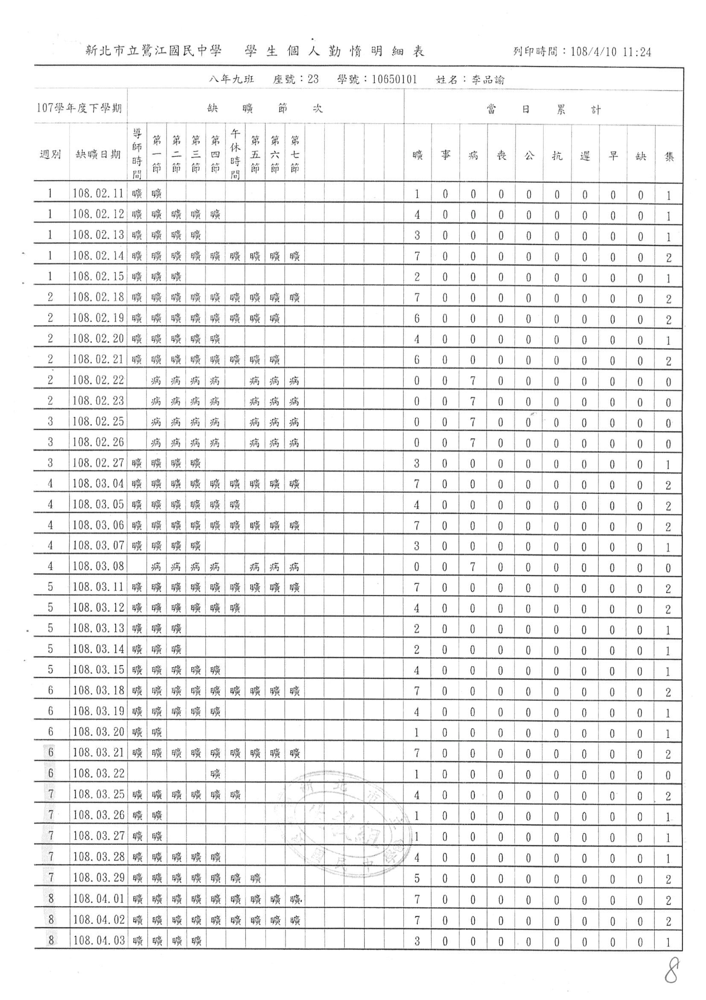 新北市立鷺江國民中學 學生個人勤惰明細表 列印時間：108/4/10 11:24
八年九班 座號：23 學號：10650101 姓名：李品諭
107學年度下學期 缺曠節次 當日累計
週別 缺曠日期 導師時間 第一節 第二節 第三節 第四節 午休時間 第五節 第六節 第七節 曠 事 病 喪 公 抗 遲 早 缺 集
1 108.02.11 曠 曠 1 0 0 0 0 0 0 0 0 1
1 108.02.12 曠 曠 曠 曠 曠 4 0 0 0 0 0 0 0 0 1
1 108.02.13 曠 曠 曠 曠 3 0 0 0 0 0 0 0 0 1
1 108.02.14 曠 曠 曠 曠 曠 曠 曠 曠 曠 7 0 0 0 0 0 0 0 0 2
1 108.02.15 曠 曠 曠 2 0 0 0 0 0 0 0 0 1
2 108.02.18 曠 曠 曠 曠 曠 曠 曠 曠 曠 7 0 0 0 0 0 0 0 0 2
2 108.02.19 曠 曠 曠 曠 曠 曠 曠 曠 6 0 0 0 0 0 0 0 0 2
2 108.02.20 曠 曠 曠 曠 曠 4 0 0 0 0 0 0 0 0 1
2 108.02.21 曠 曠 曠 曠 曠 曠 曠 曠 6 0 0 0 0 0 0 0 0 2
2 108.02.22 病 病 病 病 病 病 病 0 0 7 0 0 0 0 0 0 0
2 108.02.23 病 病 病 病 病 病 病 0 0 7 0 0 0 0 0 0 0
3 108.02.25 病 病 病 病 病 病 病 0 0 7 0 0 0 0 0 0 0
3 108.02.26 病 病 病 病 病 病 病 0 0 7 0 0 0 0 0 0 0
3 108.02.27 曠 曠 曠 曠 3 0 0 0 0 0 0 0 0 1
4 108.03.04 曠 曠 曠 曠 曠 曠 曠 曠 曠 7 0 0 0 0 0 0 0 0 2
4 108.03.05 曠 曠 曠 曠 曠 曠 4 0 0 0 0 0 0 0 0 2
4 108.03.06 曠 曠 曠 曠 曠 曠 曠 曠 曠 7 0 0 0 0 0 0 0 0 2
4 108.03.07 曠 曠 曠 曠 3 0 0 0 0 0 0 0 0 1
4 108.03.08 病 病 病 病 病 病 病 0 0 7 0 0 0 0 0 0 0
5 108.03.11 曠 曠 曠 曠 曠 曠 曠 曠 曠 7 0 0 0 0 0 0 0 0 2
5 108.03.12 曠 曠 曠 曠 曠 曠 4 0 0 0 0 0 0 0 0 2
5 108.03.13 曠 曠 曠 2 0 0 0 0 0 0 0 0 1
5 108.03.14 曠 曠 曠 2 0 0 0 0 0 0 0 0 1
5 108.03.15 曠 曠 曠 曠 曠 4 0 0 0 0 0 0 0 0 1
6 108.03.18 曠 曠 曠 曠 曠 曠 曠 曠 曠 7 0 0 0 0 0 0 0 0 2
6 108.03.19 曠 曠 曠 曠 曠 4 0 0 0 0 0 0 0 0 1
6 108.03.20 曠 曠 1 0 0 0 0 0 0 0 0 1
6 108.03.21 曠 曠 曠 曠 曠 曠 曠 曠 曠 7 0 0 0 0 0 0 0 0 2
6 108.03.22 曠 1 0 0 0 0 0 0 0 0 0
7 108.03.25 曠 曠 曠 曠 曠 曠 4 0 0 0 0 0 0 0 0 2
7 108.03.26 曠 曠 1 0 0 0 0 0 0 0 0 1
7 108.03.27 曠 曠 1 0 0 0 0 0 0 0 0 1
7 108.03.28 曠 曠 曠 曠 曠 4 0 0 0 0 0 0 0 0 1
7 108.03.29 曠 曠 曠 曠 曠 曠 曠 5 0 0 0 0 0 0 0 0 2
8 108.04.01 曠 曠 曠 曠 曠 曠 曠 曠 曠 7 0 0 0 0 0 0 0 0 2
8 108.04.02 曠 曠 曠 曠 曠 曠 曠 曠 曠 7 0 0 0 0 0 0 0 0 2
8 108.04.03 曠 曠 曠 曠 3 0 0 0 0 0 0 0 0 1
8